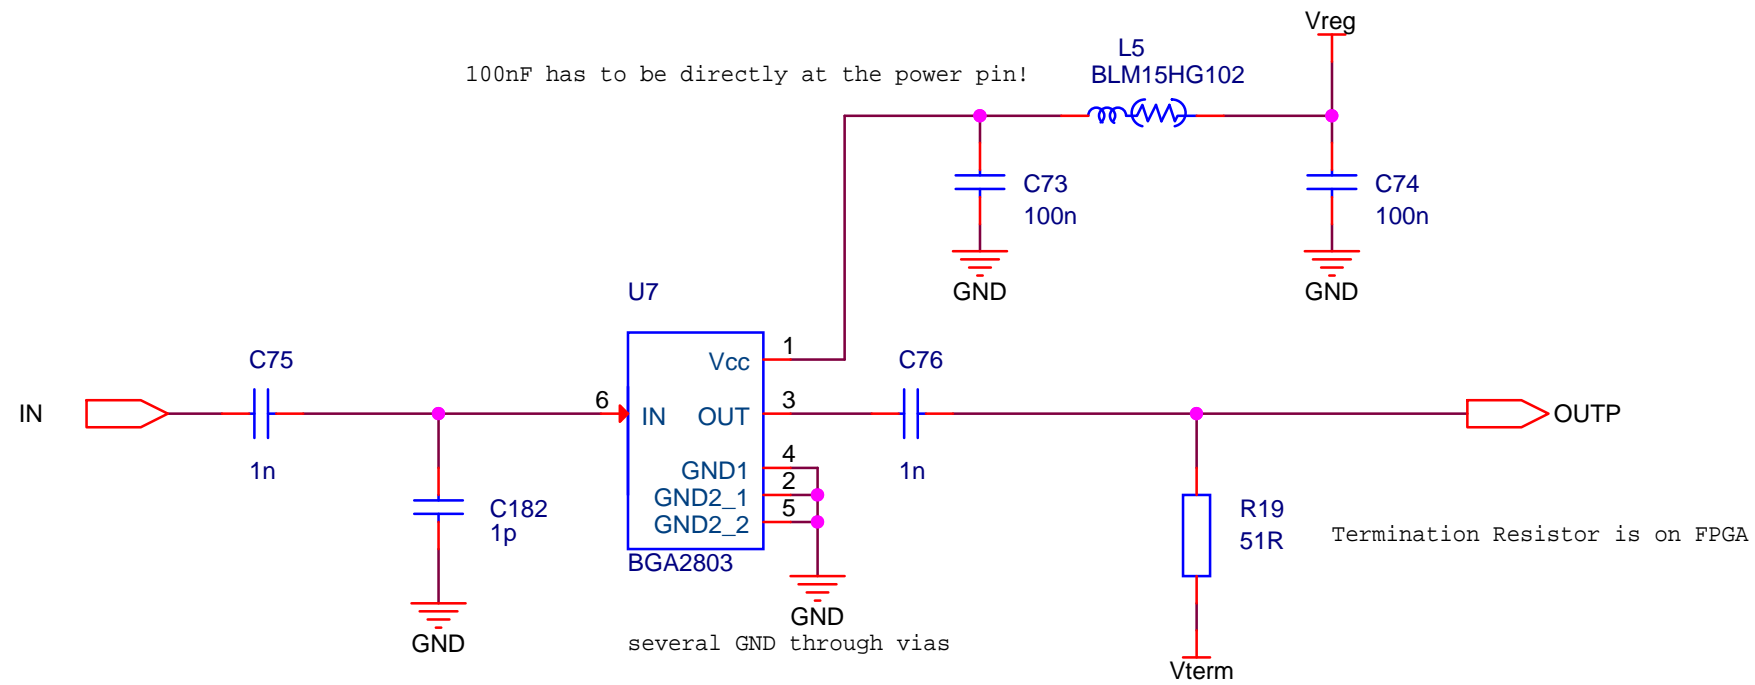 Vreg
L5
100nF has to be directly at the power pin!
BLM15HG102
C73
100n
C74
100n
GND
GND
U7
C75
Vcc
1
C76
IN
6
IN
OUT
3
OUTP
1n
1n
GND1
4
GND2_1
2
GND2_2
5
C182
1p
R19
51R
Termination Resistor is on FPGA
BGA2803
GND
GND
several GND through vias
Vterm